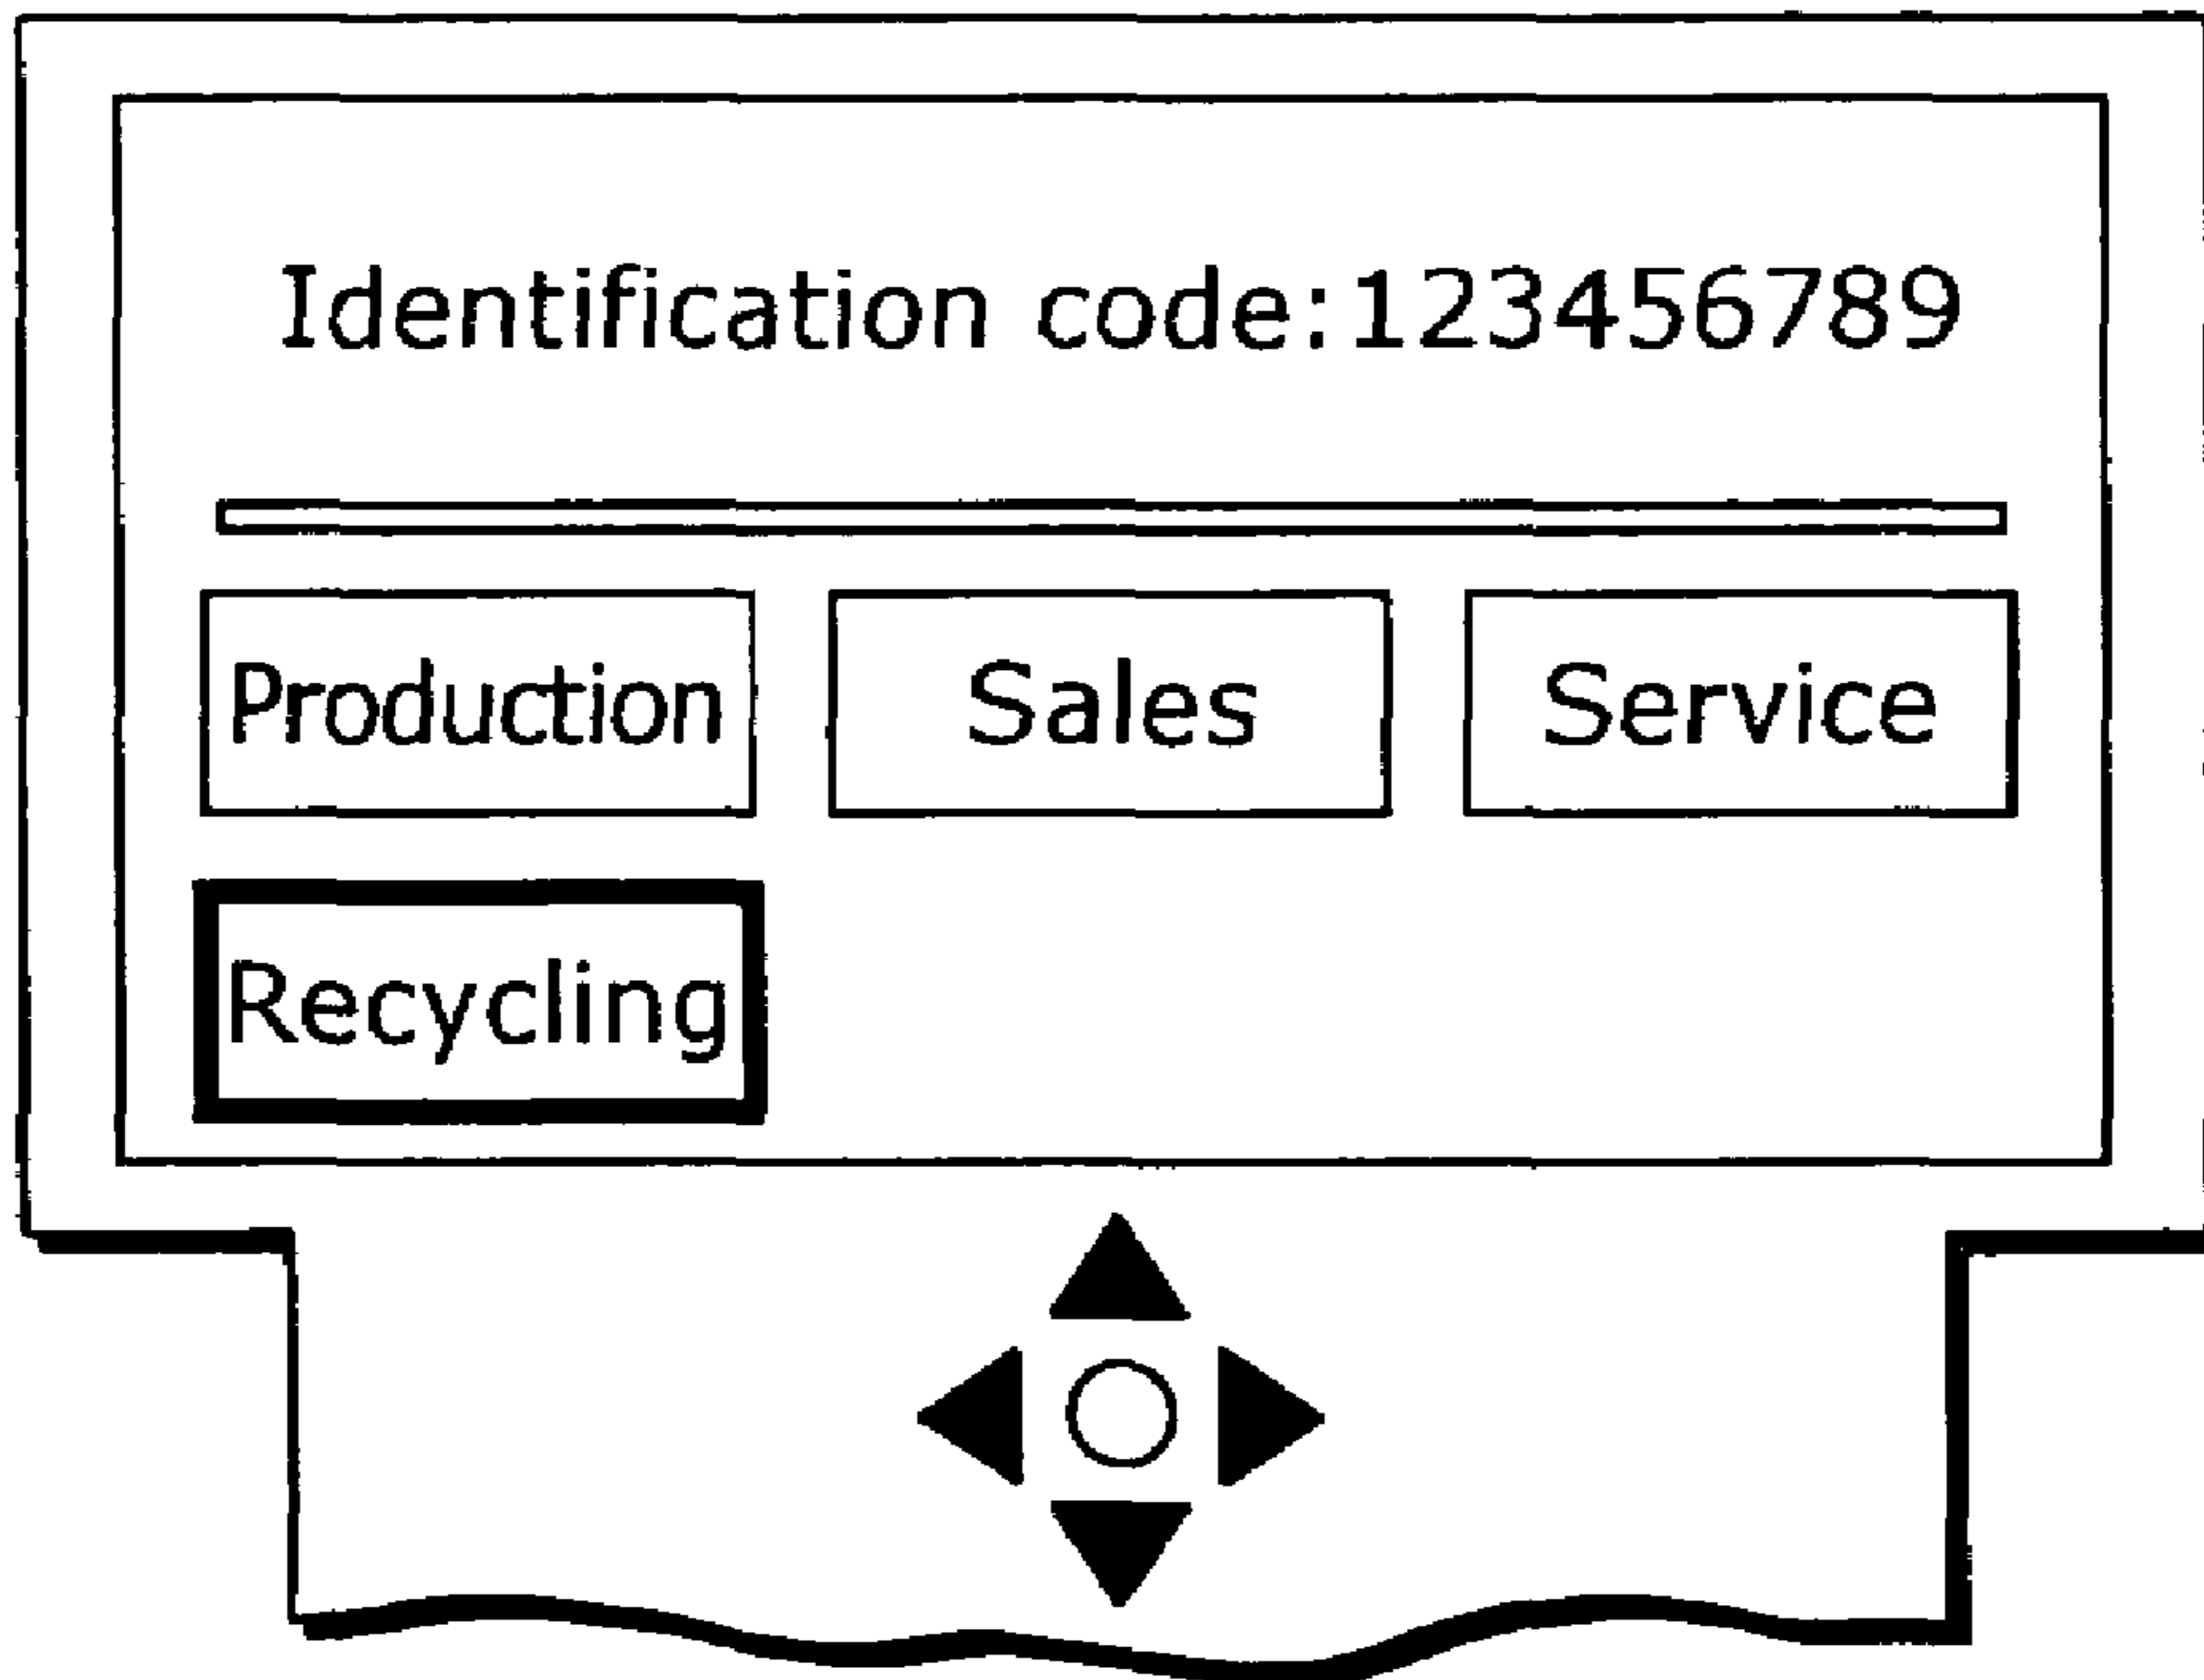 Identification code:123456789
Production Sales Service
Recycling